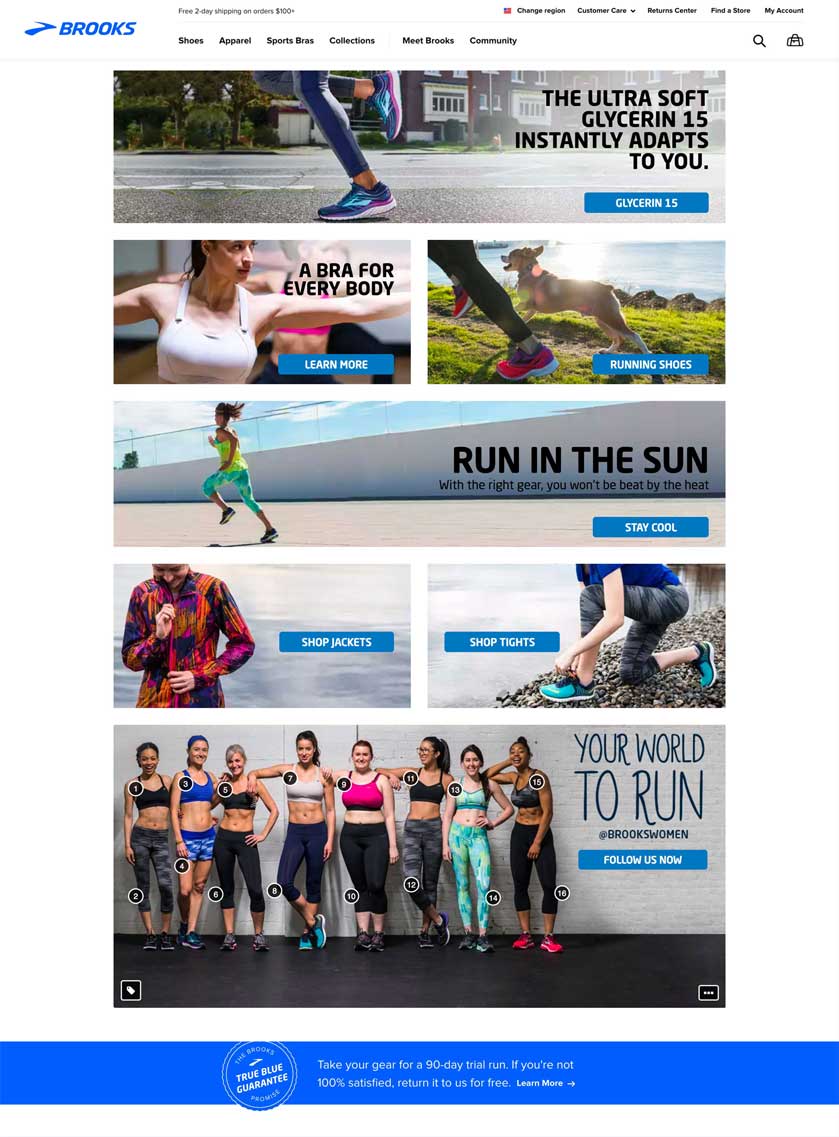 Free 2-day shipping on orders $100+
Change region
Customer Care
Returns Center
Find a Store
My Account
BROOKS
Shoes
Apparel
Sports Bras
Collections
Meet Brooks
Community
THE ULTRA SOFT
GLYCERIN 15
INSTANTLY ADAPTS
TO YOU.
GLYCERIN 15
A BRA FOR
EVERY BODY
LEARN MORE
RUNNING SHOES
RUN IN THE SUN
With the right gear, you won't be beat by the heat
STAY COOL
SHOP JACKETS
SHOP TIGHTS
YOUR WORLD
TO RUN
@BROOKSWOMEN
FOLLOW US NOW
1
3
5
7
9
11
13
15
2
4
6
8
10
12
14
16
THE BROOKS
TRUE BLUE
GUARANTEE
PROMISE
Take your gear for a 90-day trial run. If you're not
100% satisfied, return it to us for free. Learn More →